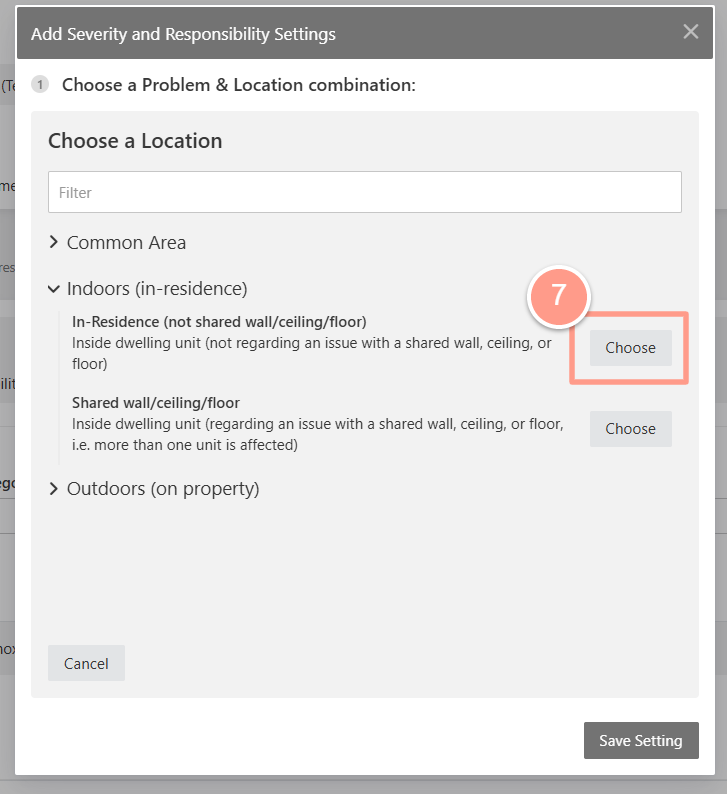 Add Severity and Responsibility Settings
1 Choose a Problem & Location combination:
Choose a Location
Filter
Common Area
Indoors (in-residence)
7
In-Residence (not shared wall/ceiling/floor)
Inside dwelling unit (not regarding an issue with a shared wall, ceiling, or
floor)
Choose
Shared wall/ceiling/floor
Inside dwelling unit (regarding an issue with a shared wall, ceiling, or floor,
i.e. more than one unit is affected)
Choose
Outdoors (on property)
Cancel
Save Setting